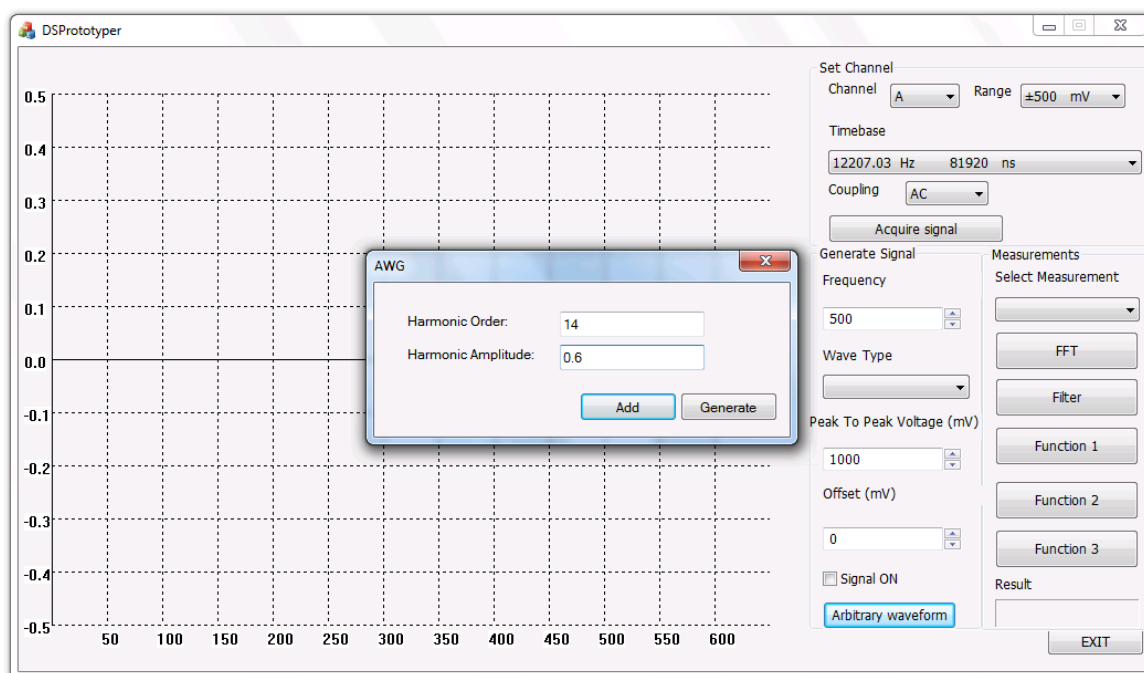 DSPrototyper
0.5
0.4
0.3
0.2
0.1
0.0
-0.1
-0.2
-0.3
-0.4
-0.5
50 100 150 200 250 300 350 400 450 500 550 600
AWG
Harmonic Order: 14
Harmonic Amplitude: 0.6
Add Generate
Set Channel
Channel A Range ±500 mV
Timebase
12207.03 Hz 81920 ns
Coupling AC
Acquire signal
Generate Signal
Frequency
500
Wave Type
Peak To Peak Voltage (mV)
1000
Offset (mV)
0
Signal ON
Arbitrary waveform
Measurements
Select Measurement
FFT
Filter
Function 1
Function 2
Function 3
Result
EXIT